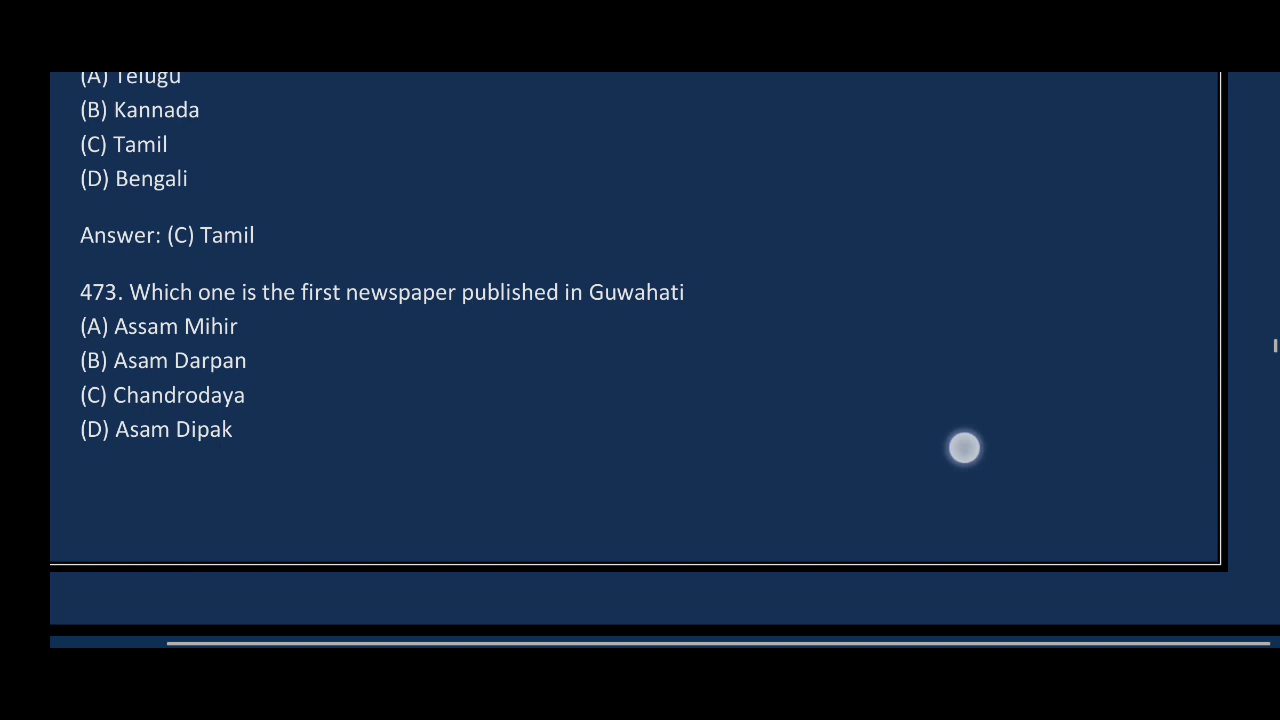 (A) Telugu
(B) Kannada
(C) Tamil
(D) Bengali
Answer: (C) Tamil
473. Which one is the first newspaper published in Guwahati
(A) Assam Mihir
(B) Asam Darpan
(C) Chandrodaya
(D) Asam Dipak